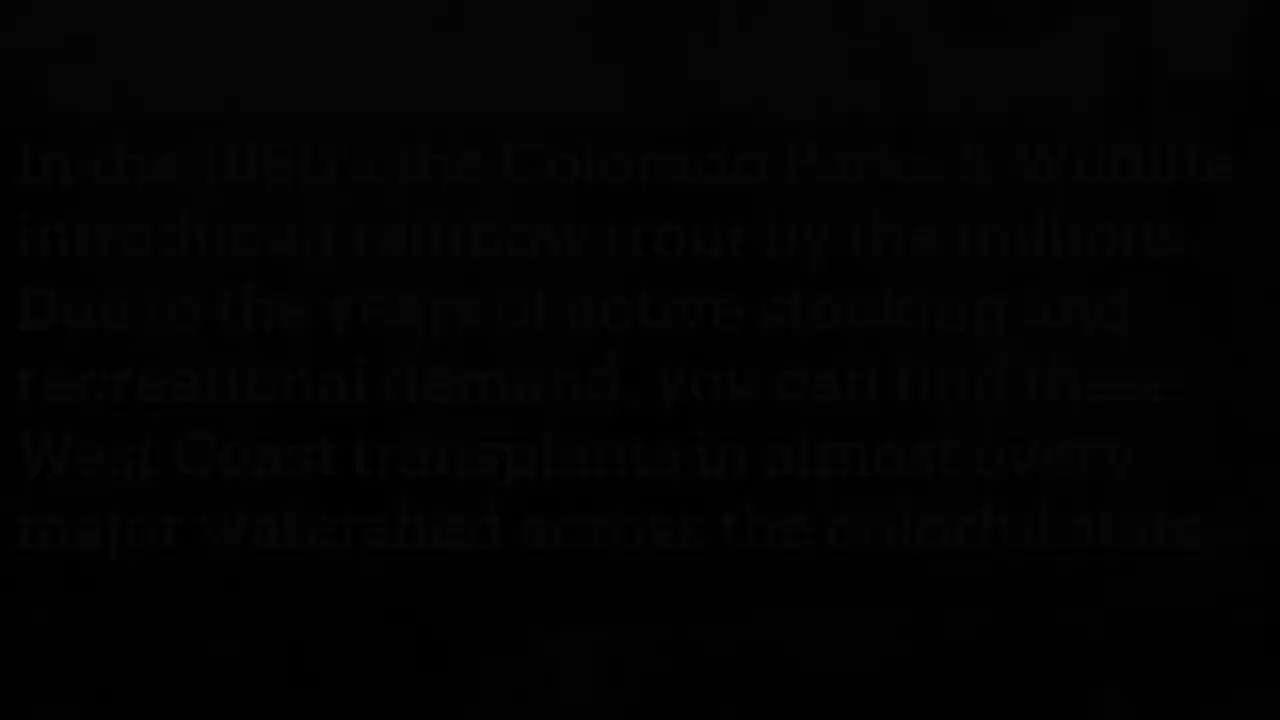 In the the Colorado Parks & Wildlife
introduced rainbow trout by the millions.
Due to the years of active stocking and
recreational demand, you can find these
West Coast transplants in almost every
major watershed across the colorful state